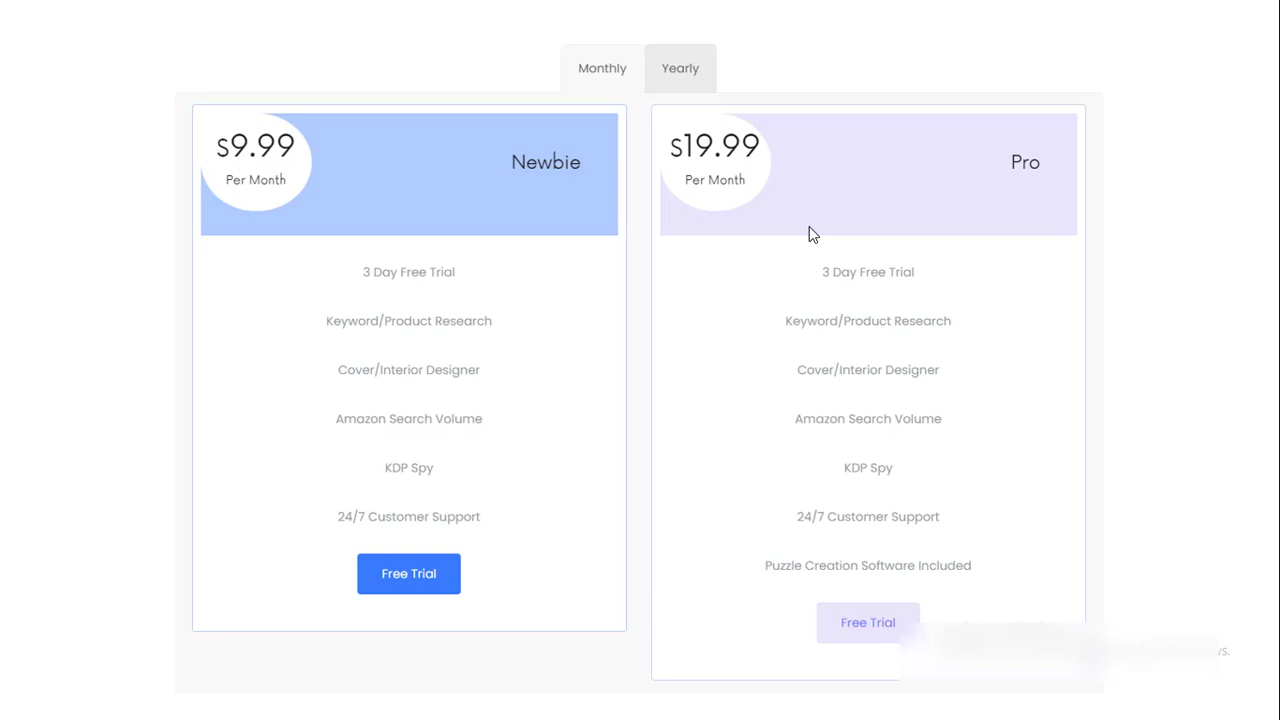 Monthly
Yearly
$9.99
Per Month
Newbie
3 Day Free Trial
Keyword/Product Research
Cover/Interior Designer
Amazon Search Volume
KDP Spy
24/7 Customer Support
Free Trial
$19.99
Per Month
Pro
3 Day Free Trial
Keyword/Product Research
Cover/Interior Designer
Amazon Search Volume
KDP Spy
24/7 Customer Support
Puzzle Creation Software Included
Free Trial